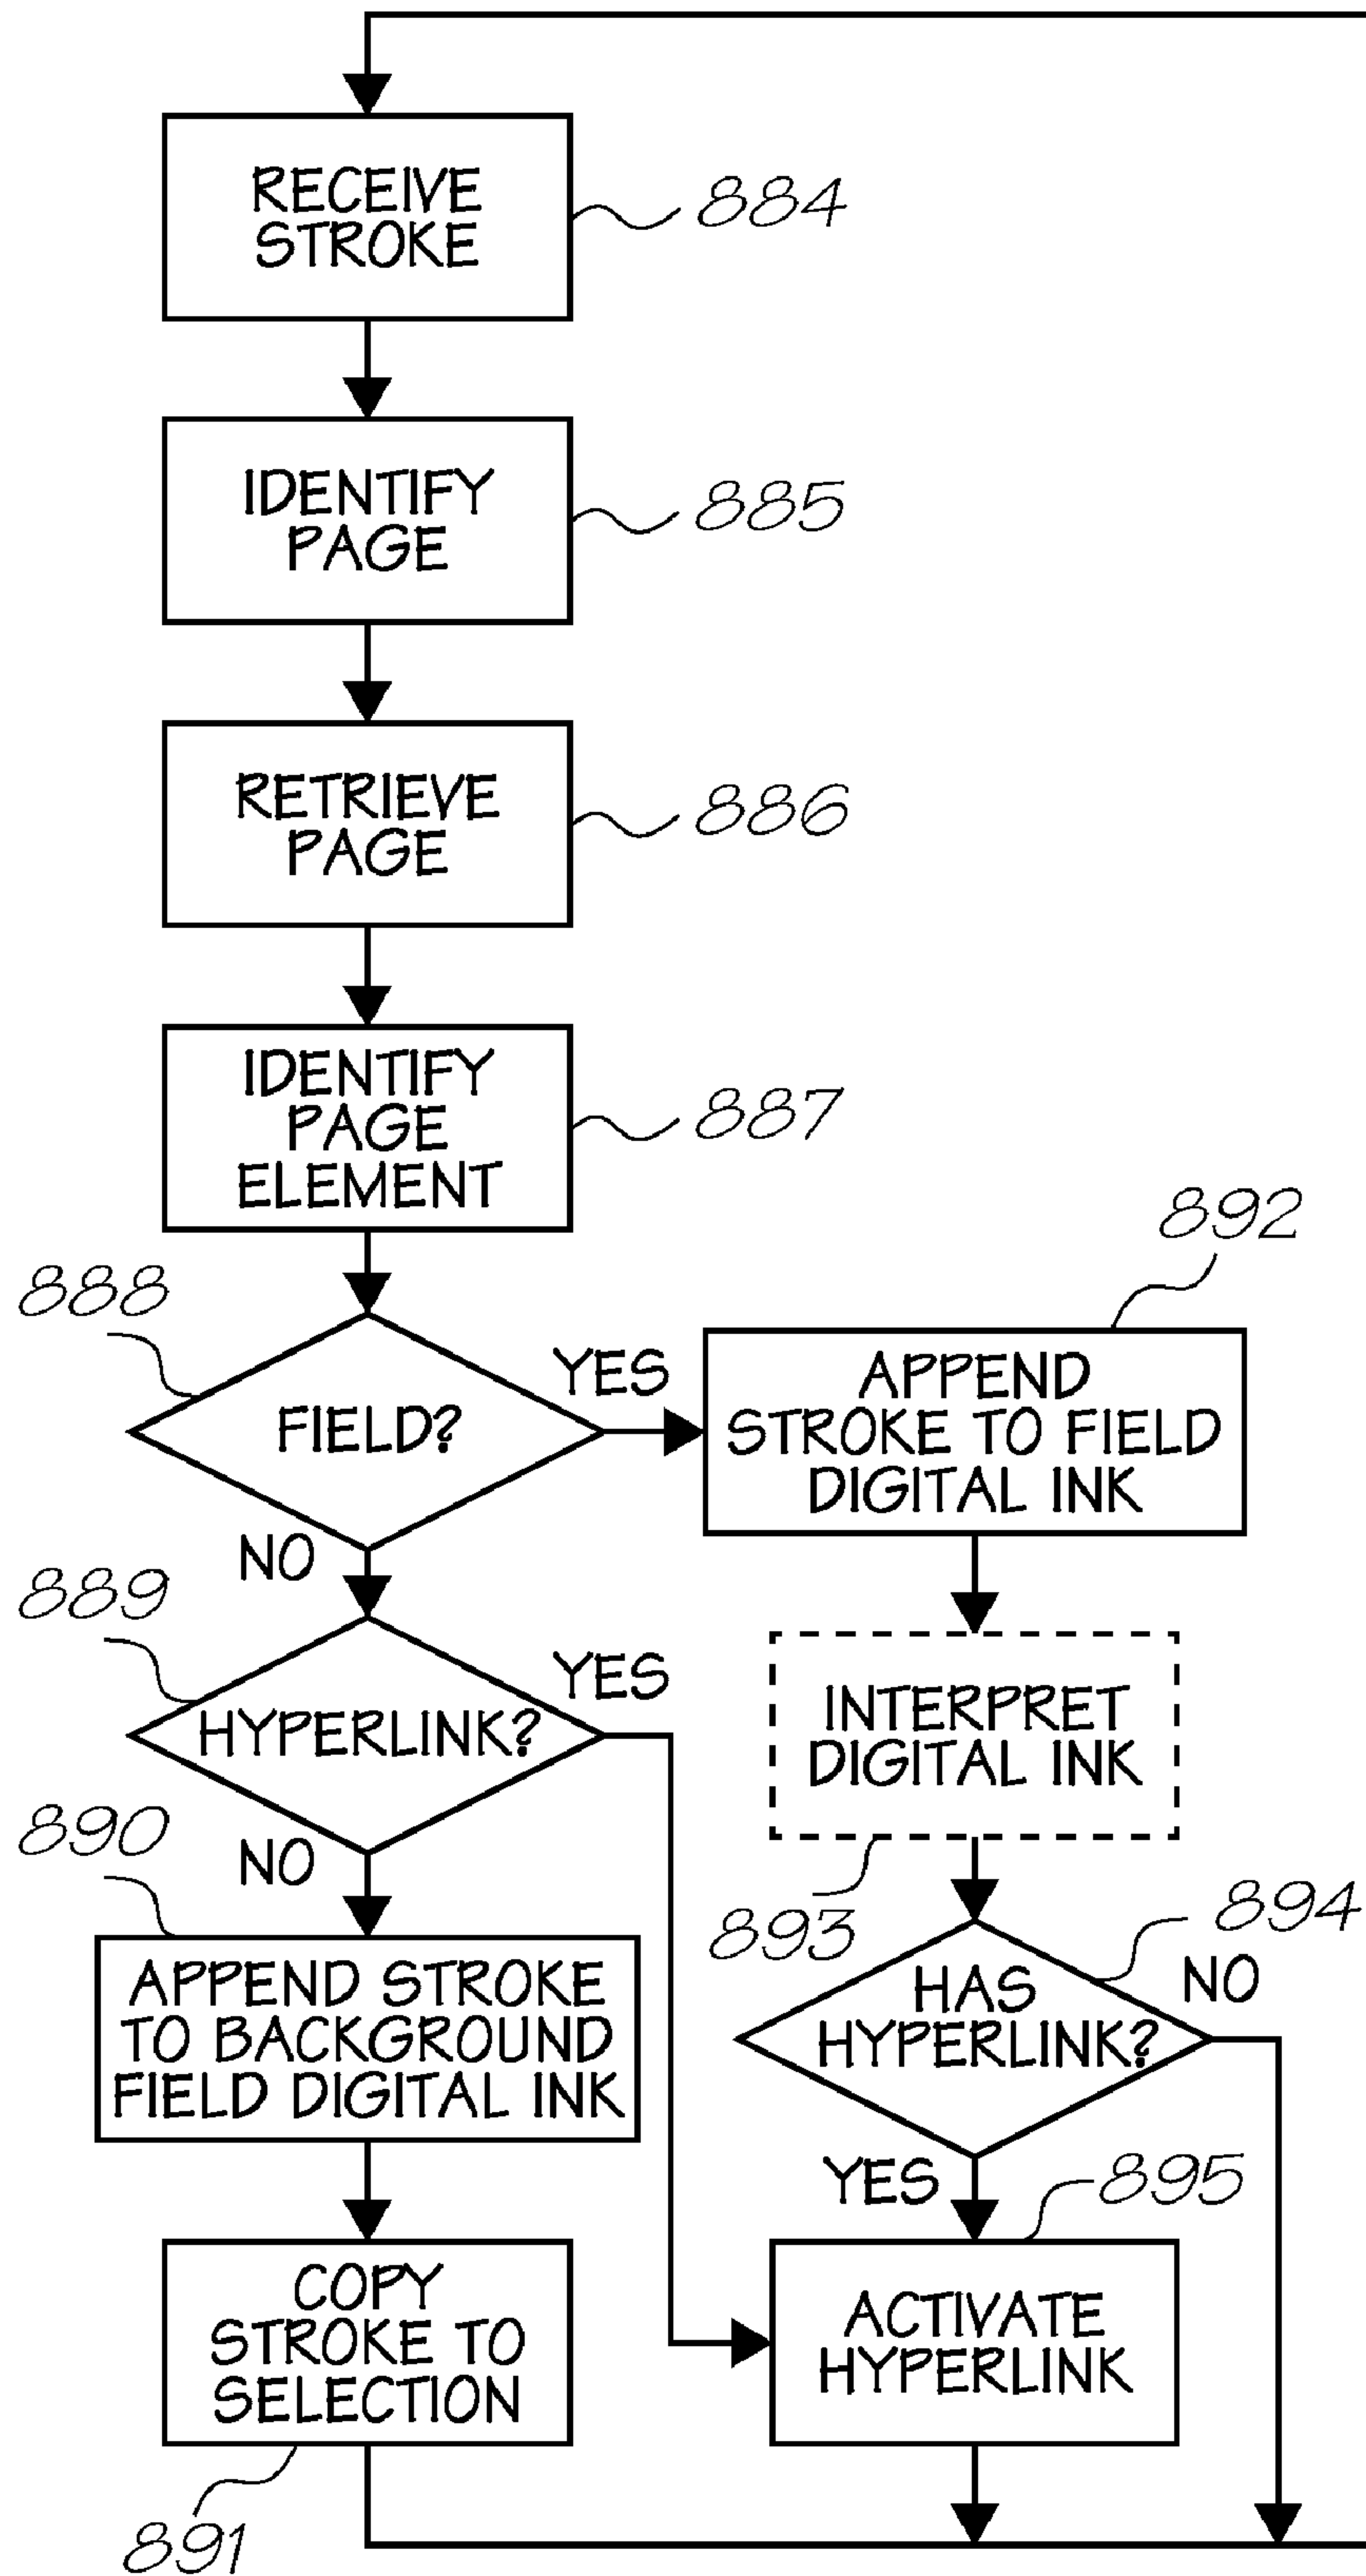 RECEIVE
STROKE
884
IDENTIFY
PAGE
885
RETRIEVE
PAGE
886
IDENTIFY
PAGE
ELEMENT
887
888
FIELD?
YES
NO
892
APPEND
STROKE TO FIELD
DIGITAL INK
889
HYPERLINK?
YES
NO
INTERPRET
DIGITAL INK
893
890
APPEND STROKE
TO BACKGROUND
FIELD DIGITAL INK
894
HAS
HYPERLINK?
NO
YES
895
COPY
STROKE TO
SELECTION
891
ACTIVATE
HYPERLINK